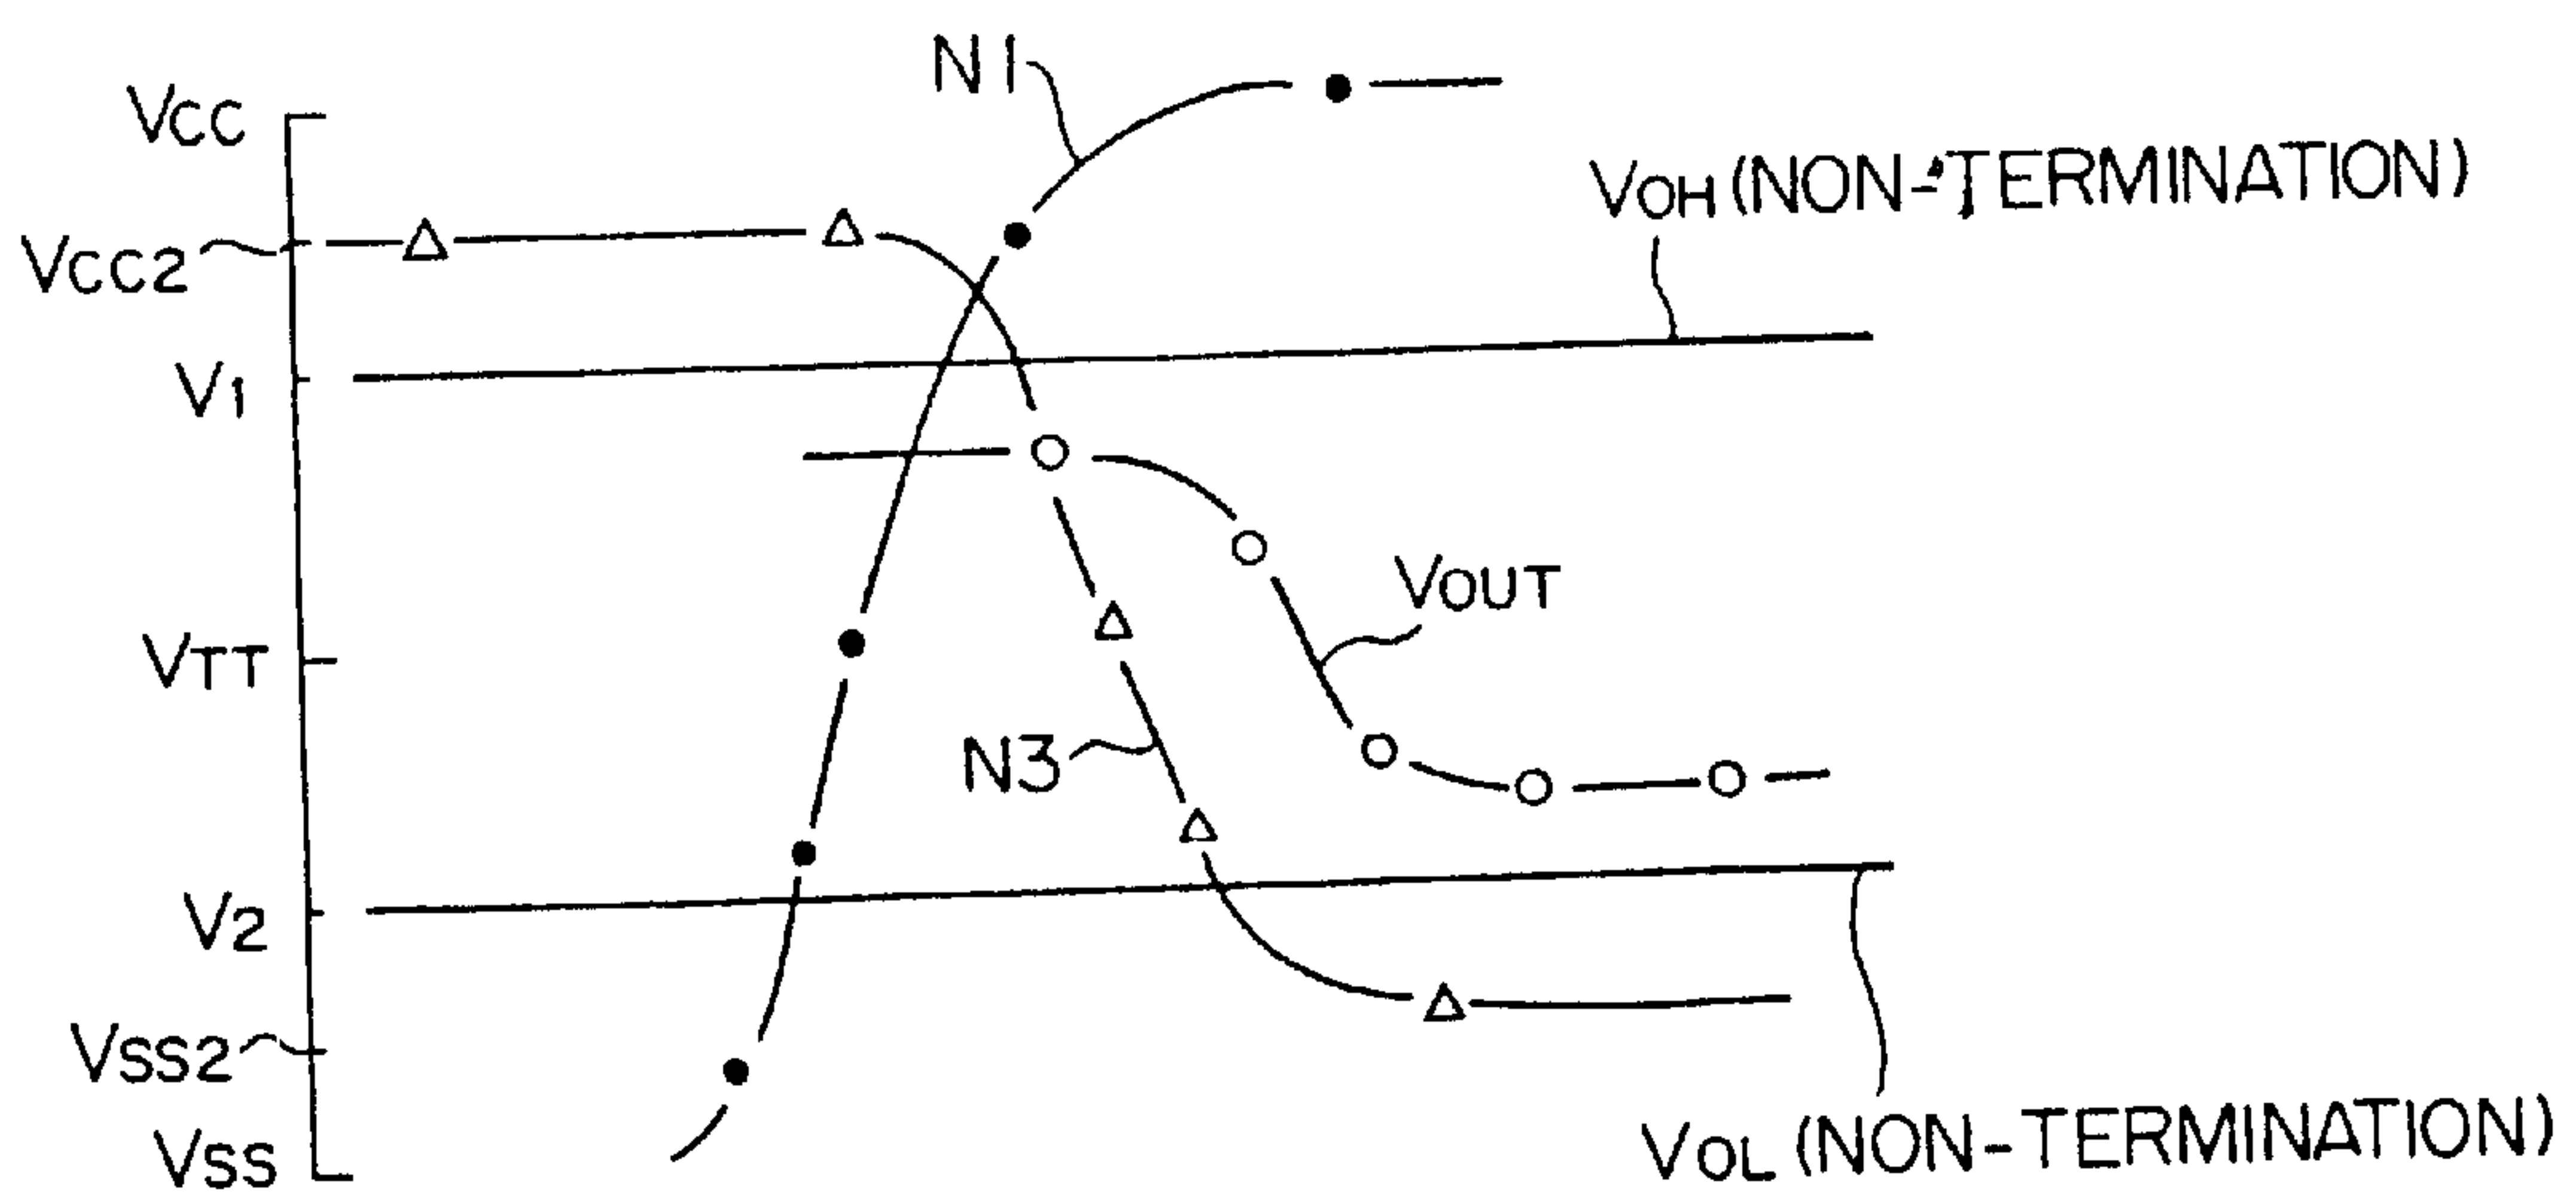 N1
VCC
VOH (NON-TERMINATION)
VCC2
V1
VOUT
VTT
N3
V2
VSS2
VSS
VOL (NON-TERMINATION)